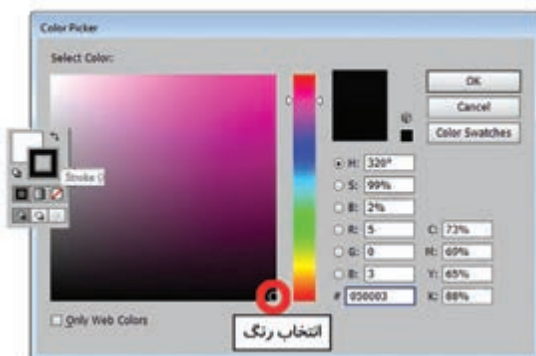 Color Picker
Select Color:
OK
Cancel
Color Swatches
Stroke
H: 320°
S: 99%
B: 2%
R: 5 C: 73%
G: 0 M: 69%
B: 3 Y: 65%
# 050003 K: 88%
Only Web Colors
انتخاب رنگ